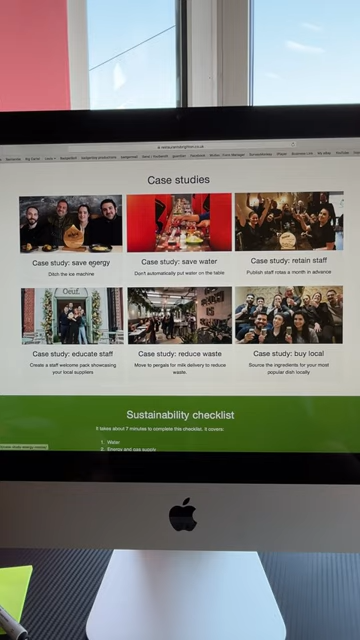 restaurantsbrighton.co.uk
Case studies
Case study: save energy
Ditch the ice machine
Case study: save water
Don't automatically put water on the table
Case study: retain staff
Publish staff rotas a month in advance
Case study: educate staff
Create a staff welcome pack showcasing
your local suppliers
Case study: reduce waste
Move to pergals for milk delivery to reduce
waste.
Case study: buy local
Source the ingredients for your most
popular dish locally
Sustainability checklist
It takes about 7 minutes to complete this checklist. It covers:
1. Water
2. Energy and gas supply